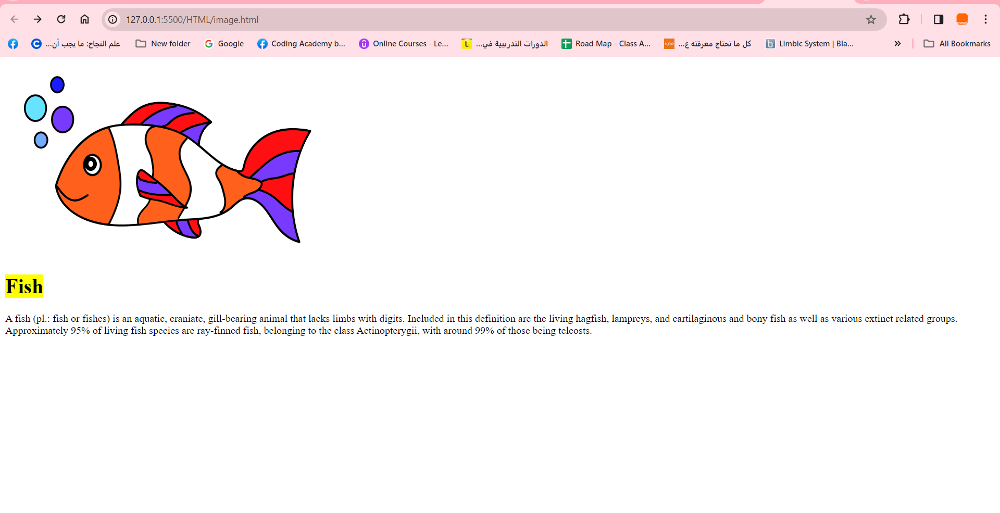 127.0.0.1:5500/HTML/image.html
علم النجاح: ما يجب أن...
New folder
Google
Coding Academy b...
Online Courses - Le...
الدورات التدريبية في...
Road Map - Class A...
كل ما تحتاج معرفته ع...
Limbic System | Bla...
All Bookmarks
Fish
A fish (pl.: fish or fishes) is an aquatic, craniate, gill-bearing animal that lacks limbs with digits. Included in this definition are the living hagfish, lampreys, and cartilaginous and bony fish as well as various extinct related groups.
Approximately 95% of living fish species are ray-finned fish, belonging to the class Actinopterygii, with around 99% of those being teleosts.